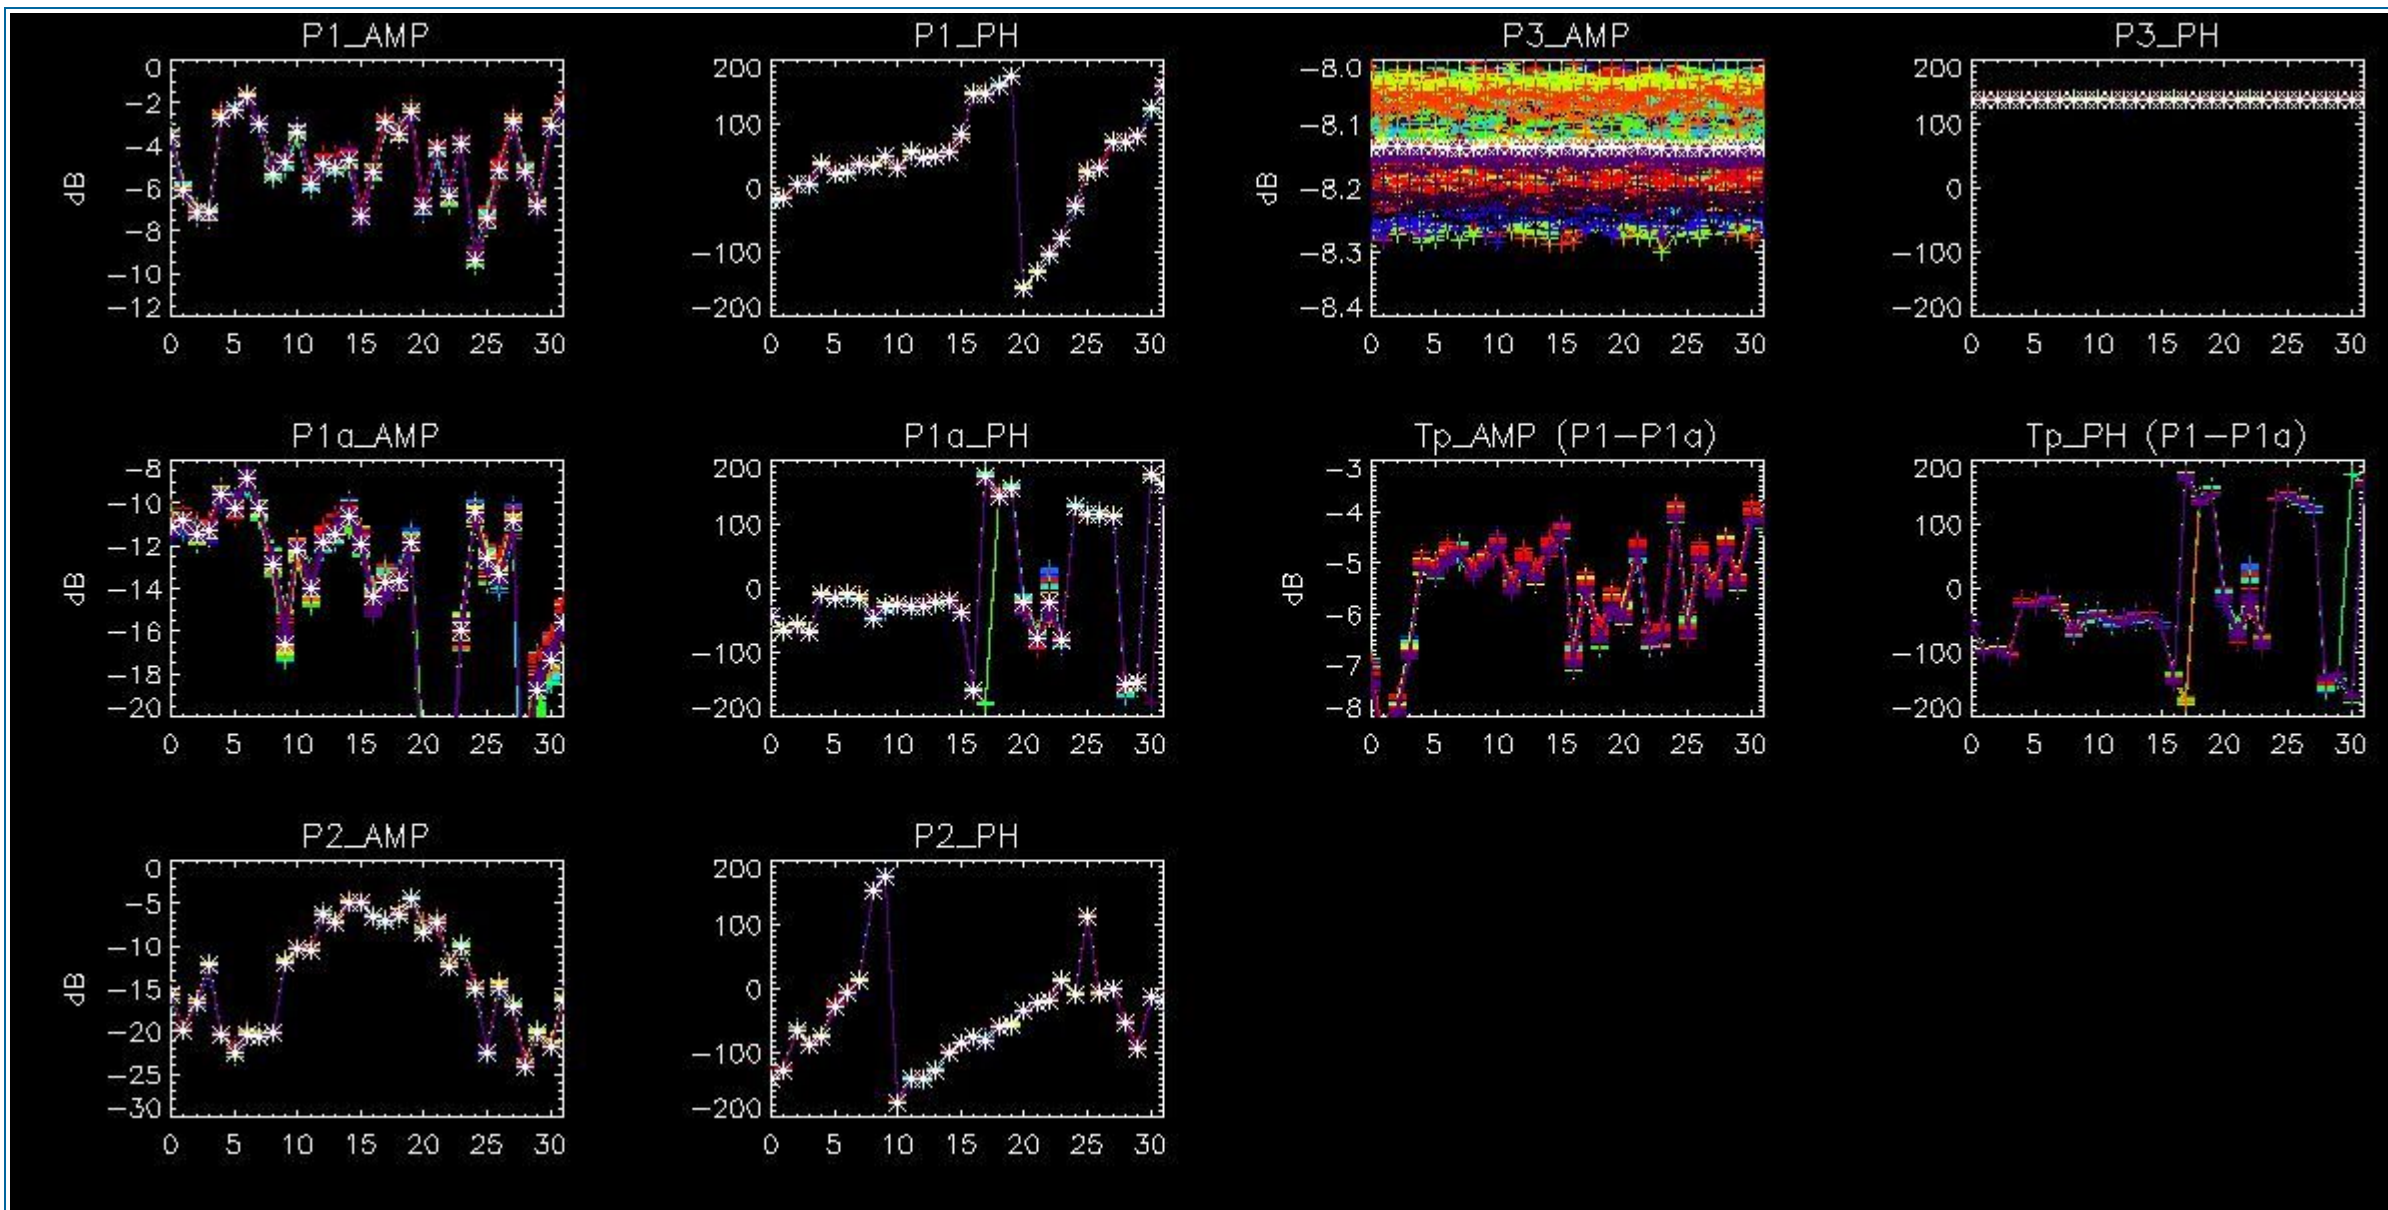 P1_AMP P1_PH P3_AMP P3_PH
0 200 −8.0 200
−2
−4 100 −8.1 100
dB −6 0 dB −8.2 0
−8
−10 −100 −8.3 −100
−12 −200 −8.4 −200
0 5 10 15 20 25 30 0 5 10 15 20 25 30 0 5 10 15 20 25 30 0 5 10 15 20 25 30
P1a_AMP P1a_PH Tp_AMP (P1−P1a) Tp_PH (P1−P1a)
−8 200 −3 200
−10 100 −4 100
−12 −5
dB −14 0 dB 0
−16 −6
−18 −100 −7 −100
−20 −200 −8 −200
0 5 10 15 20 25 30 0 5 10 15 20 25 30 0 5 10 15 20 25 30 0 5 10 15 20 25 30
P2_AMP P2_PH
0 200
−5 100
−10
dB −15 0
−20 −100
−25
−30 −200
0 5 10 15 20 25 30 0 5 10 15 20 25 30